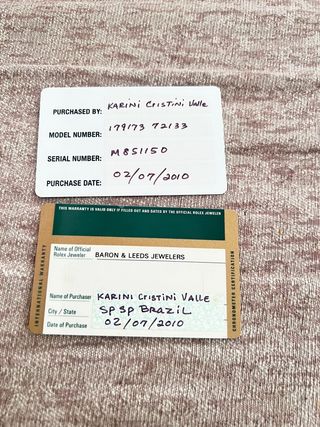 PURCHASED BY: KARINI CRISTINI Valle
MODEL NUMBER: 179173 72133
SERIAL NUMBER: M851150
PURCHASE DATE: 02/07/2010
THIS WARRANTY IS VALID ONLY IF FILLED OUT AND DATED BY THE OFFICIAL ROLEX JEWELER
INTERNATIONAL WARRANTY
Name of Official
Rolex Jeweler BARON & LEEDS JEWELERS
Name of Purchaser KARINI CRISTINI VALLE
City / State SP SP BRAZIL
Date of Purchase 02/07/2010
CHRONOMETER CERTIFICATION